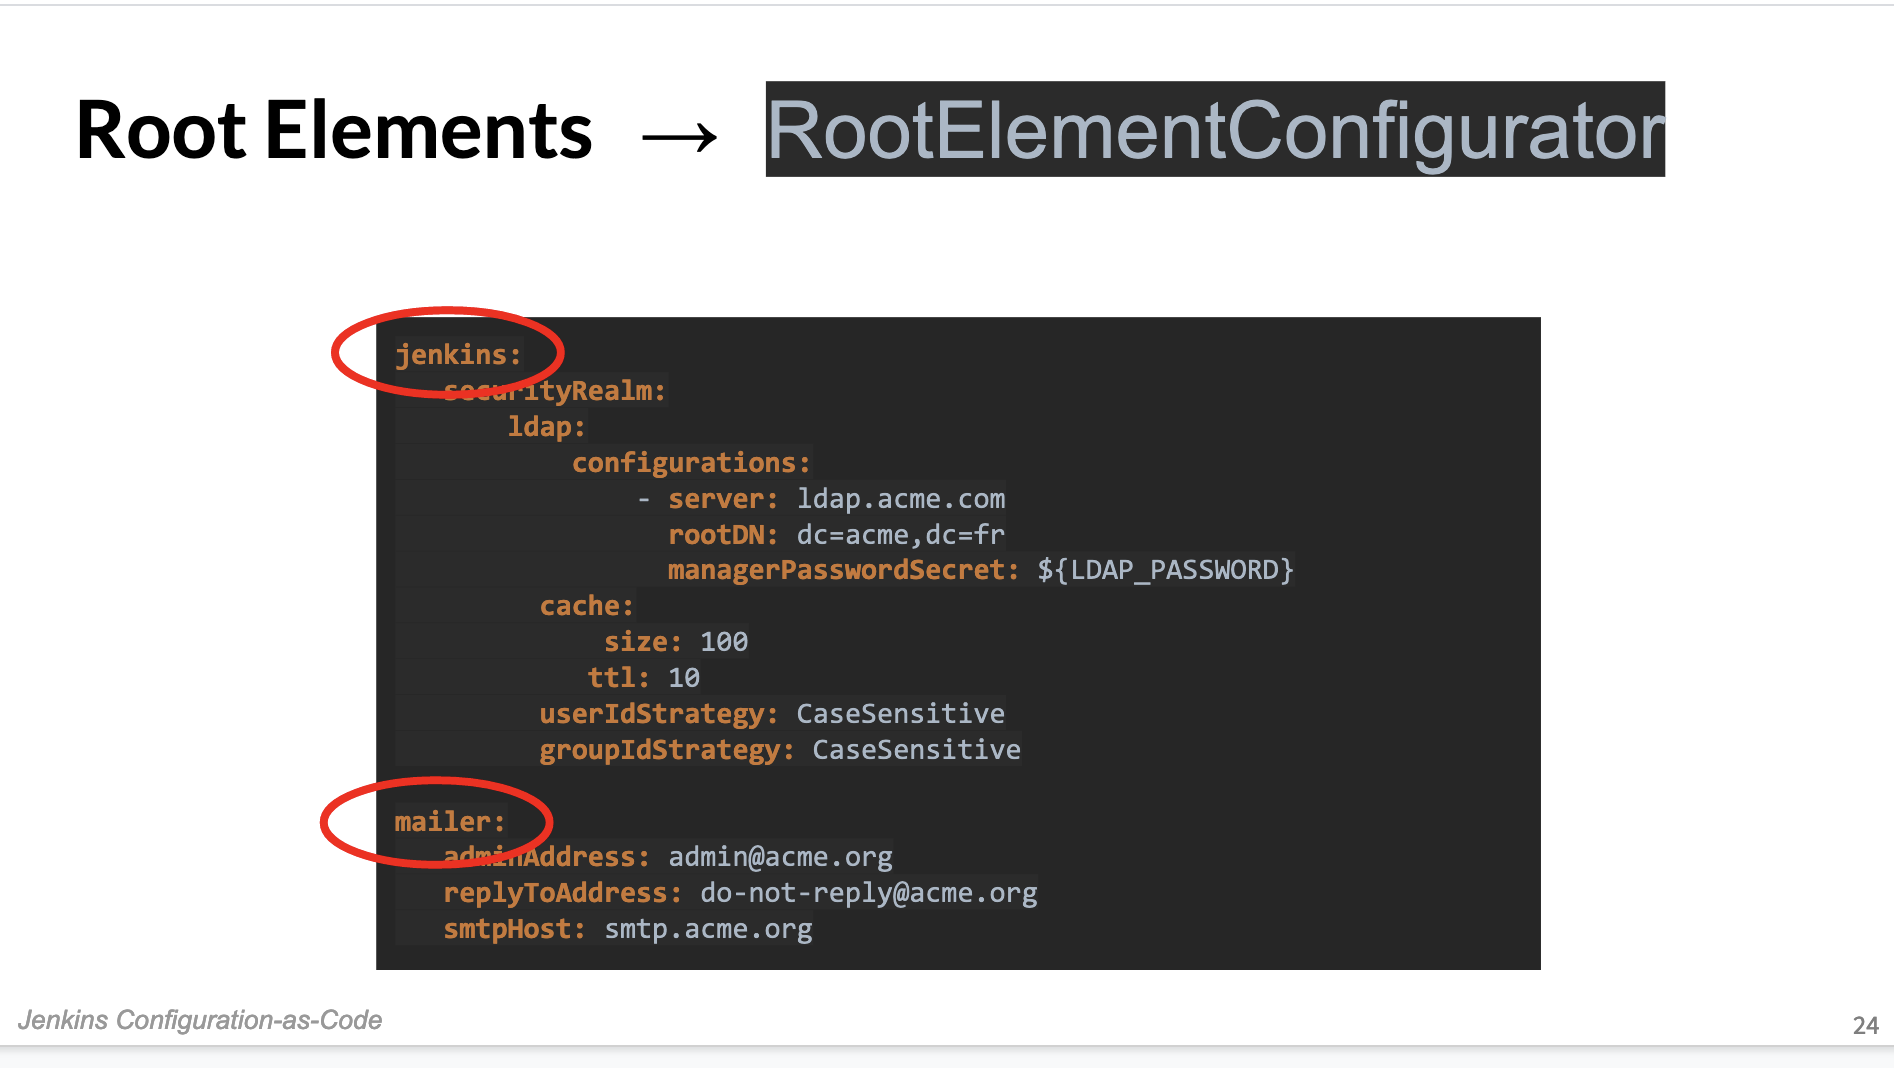 Root Elements → RootElementConfigurator
jenkins:
securityRealm:
ldap:
configurations:
- server: ldap.acme.com
rootDN: dc=acme,dc=fr
managerPasswordSecret: ${LDAP_PASSWORD}
cache:
size: 100
ttl: 10
userIdStrategy: CaseSensitive
groupIdStrategy: CaseSensitive
mailer:
adminAddress: admin@acme.org
replyToAddress: do-not-reply@acme.org
smtpHost: smtp.acme.org
Jenkins Configuration-as-Code
24